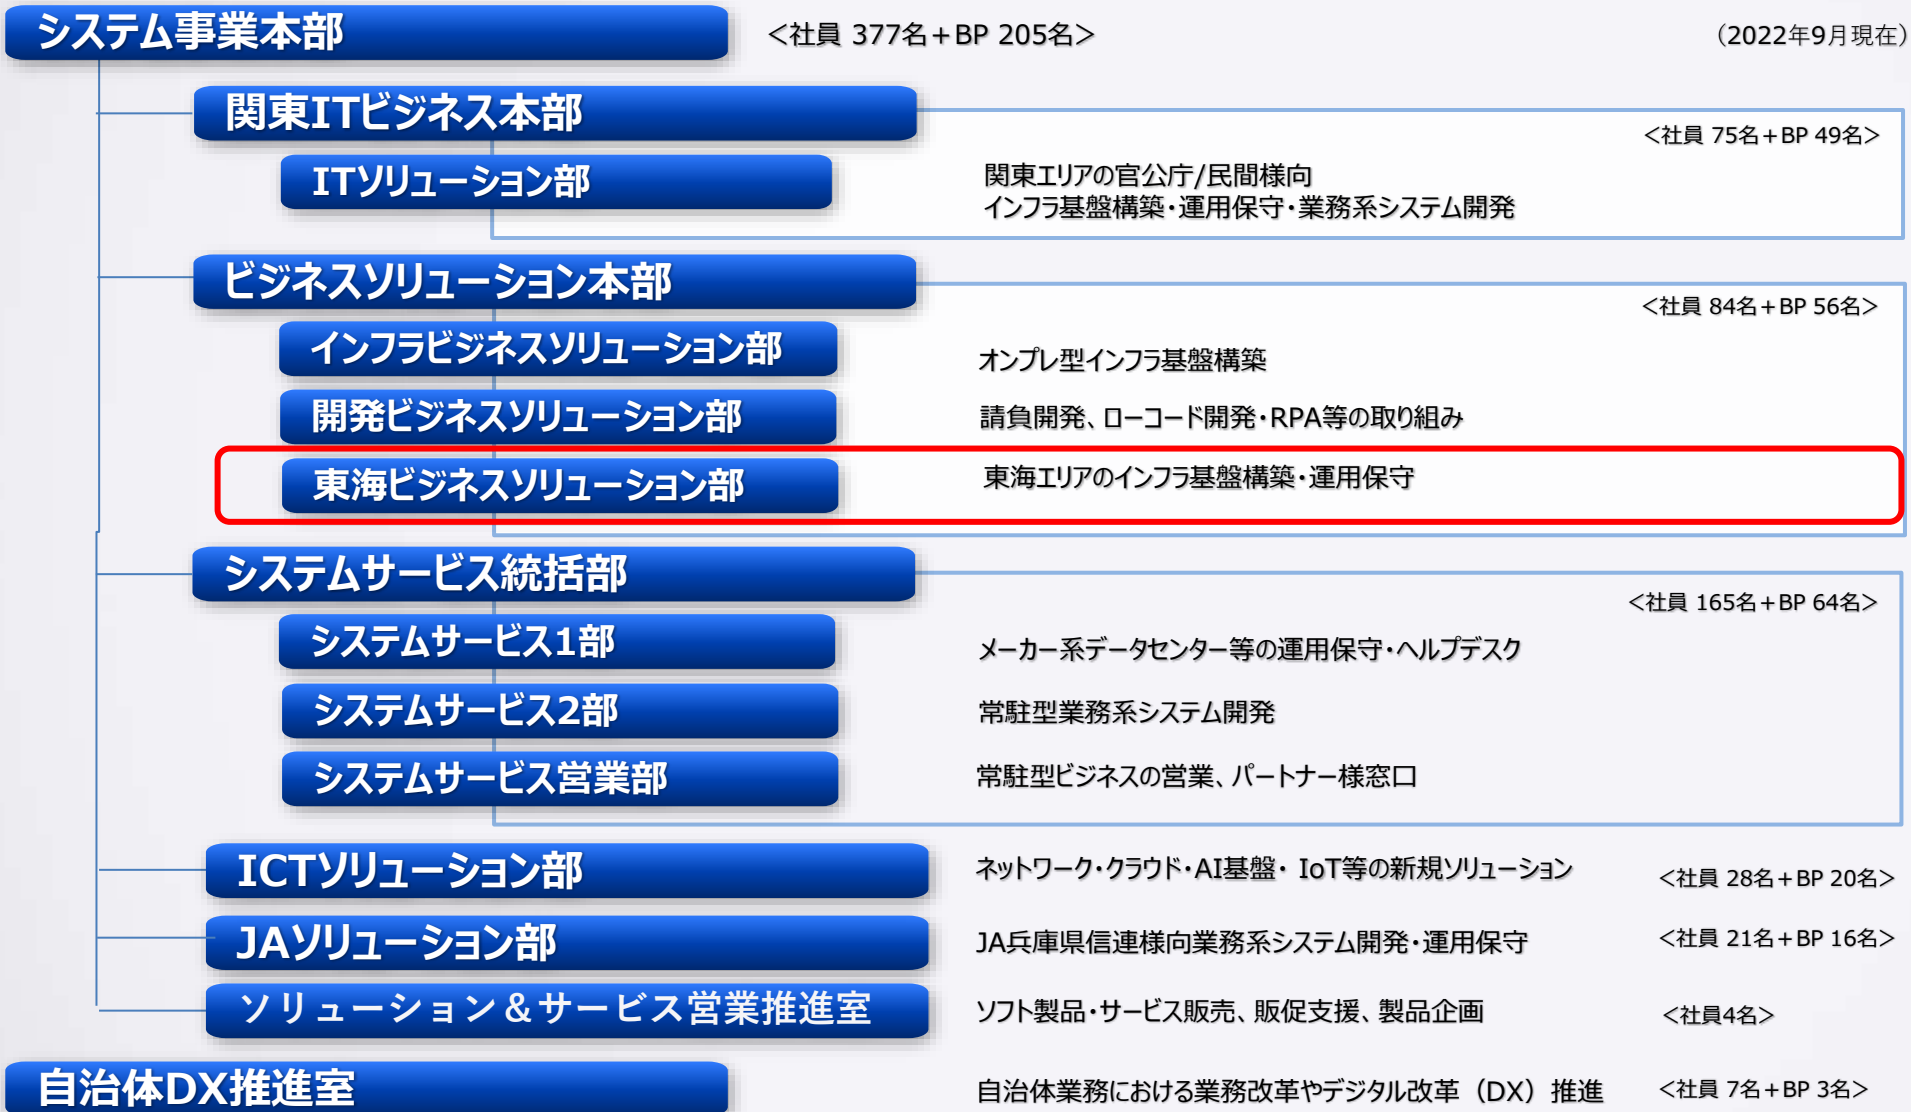 システム事業本部
＜社員 377名＋BP 205名＞
（2022年9月現在）
関東ITビジネス本部
＜社員 75名＋BP 49名＞
ITソリューション部
関東エリアの官公庁/民間様向
インフラ基盤構築・運用保守・業務系システム開発
ビジネスソリューション本部
＜社員 84名＋BP 56名＞
インフラビジネスソリューション部
オンプレ型インフラ基盤構築
開発ビジネスソリューション部
請負開発、ローコード開発・RPA等の取り組み
東海ビジネスソリューション部
東海エリアのインフラ基盤構築・運用保守
システムサービス統括部
＜社員 165名＋BP 64名＞
システムサービス1部
メーカー系データセンター等の運用保守・ヘルプデスク
システムサービス2部
常駐型業務系システム開発
システムサービス営業部
常駐型ビジネスの営業、パートナー様窓口
ICTソリューション部
ネットワーク・クラウド・AI基盤・ IoT等の新規ソリューション
＜社員 28名＋BP 20名＞
JAソリューション部
JA兵庫県信連様向業務系システム開発・運用保守
＜社員 21名＋BP 16名＞
ソリューション＆サービス営業推進室
ソフト製品・サービス販売、販促支援、製品企画
＜社員4名＞
自治体DX推進室
自治体業務における業務改革やデジタル改革（DX）推進
＜社員 7名＋BP 3名＞